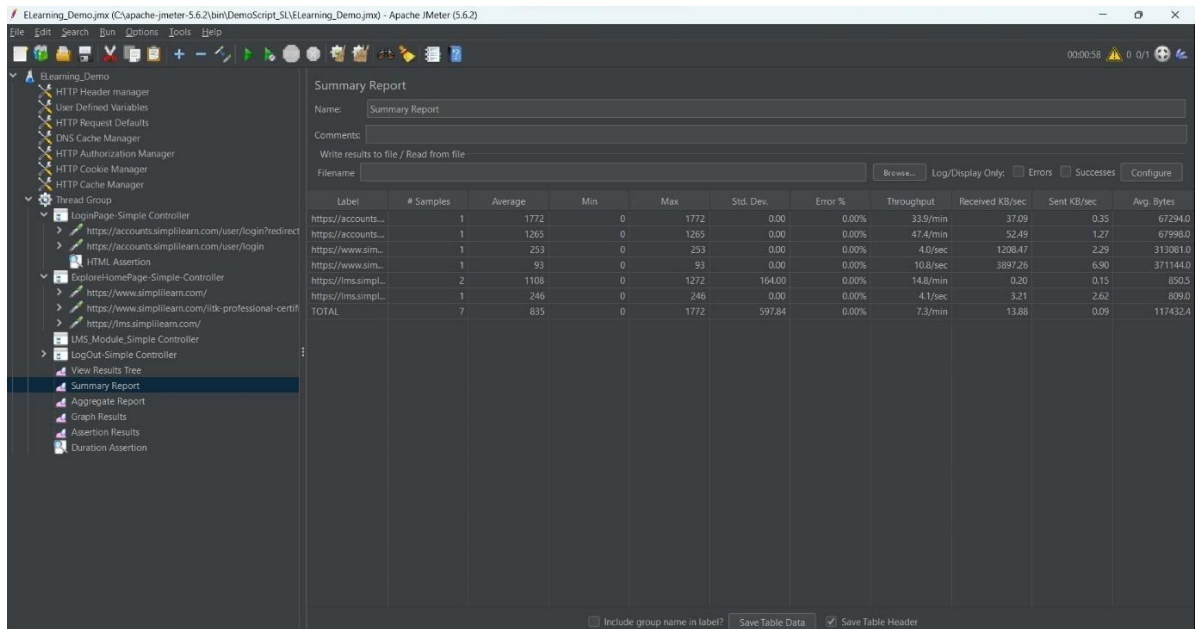 ELearning_Demo.jmx (C:\apache-jmeter-5.6.2\bin\DemoScript_SL\ELearning_Demo.jmx) - Apache JMeter (5.6.2)
File Edit Search Run Options Tools Help
00:00:58 0 0/1
ELearning_Demo
HTTP Header manager
User Defined Variables
HTTP Request Defaults
DNS Cache Manager
HTTP Authorization Manager
HTTP Cookie Manager
HTTP Cache Manager
Thread Group
LoginPage-Simple Controller
https://accounts.simplilearn.com/user/login?redirect
https://accounts.simplilearn.com/user/login
HTML Assertion
ExploreHomePage-Simple-Controller
https://www.simplilearn.com/
https://www.simplilearn.com/iitk-professional-certifi
https://lms.simplilearn.com/
LMS_Module_Simple Controller
LogOut-Simple Controller
View Results Tree
Summary Report
Aggregate Report
Graph Results
Assertion Results
Duration Assertion
Summary Report
Name: Summary Report
Comments:
Write results to file / Read from file
Filename Browse... Log/Display Only: Errors Successes Configure
Label # Samples Average Min Max Std. Dev. Error % Throughput Received KB/sec Sent KB/sec Avg. Bytes
https://accounts... 1 1772 0 1772 0.00 0.00% 33.9/min 37.09 0.35 67294.0
https://accounts... 1 1265 0 1265 0.00 0.00% 47.4/min 52.49 1.27 67998.0
https://www.sim... 1 253 0 253 0.00 0.00% 4.0/sec 1208.47 2.29 313081.0
https://www.sim... 1 93 0 93 0.00 0.00% 10.8/sec 3897.26 6.90 371144.0
https://lms.simpl... 2 1108 0 1272 164.00 0.00% 14.8/min 0.20 0.15 850.5
https://lms.simpl... 1 246 0 246 0.00 0.00% 4.1/sec 3.21 2.62 809.0
TOTAL 7 835 0 1772 597.84 0.00% 7.3/min 13.88 0.09 117432.4
Include group name in label? Save Table Data Save Table Header